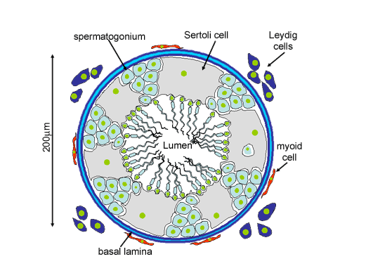 spermatogonium
Sertoli cell
Leydig
cells
200µm
Lumen
myoid
cell
basal lamina